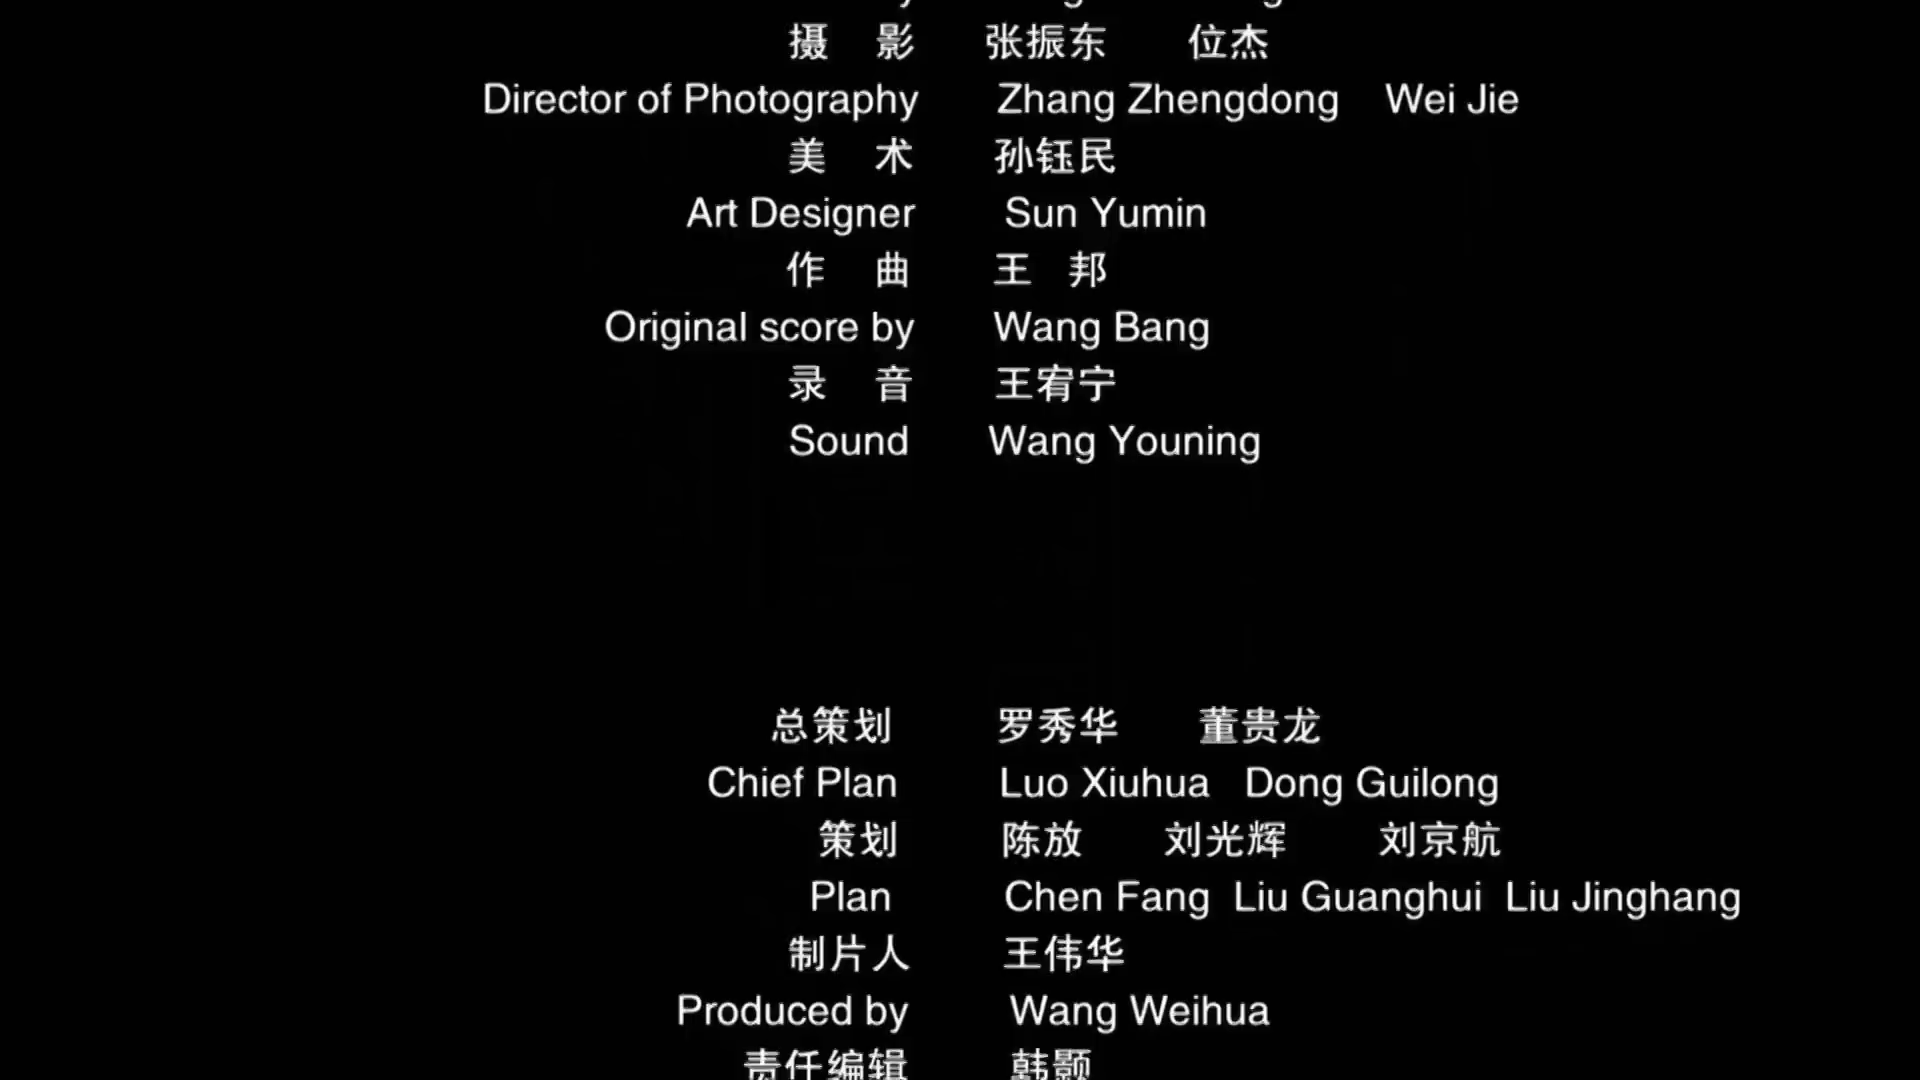 摄 影 张振东 位杰
Director of Photography Zhang Zhengdong Wei Jie
美 术 孙钰民
Art Designer Sun Yumin
作 曲 王 邦
Original score by Wang Bang
录 音 王宥宁
Sound Wang Youning
总策划 罗秀华 董贵龙
Chief Plan Luo Xiuhua Dong Guilong
策划 陈放 刘光辉 刘京航
Plan Chen Fang Liu Guanghui Liu Jinghang
制片人 王伟华
Produced by Wang Weihua
责任编辑 韩颢